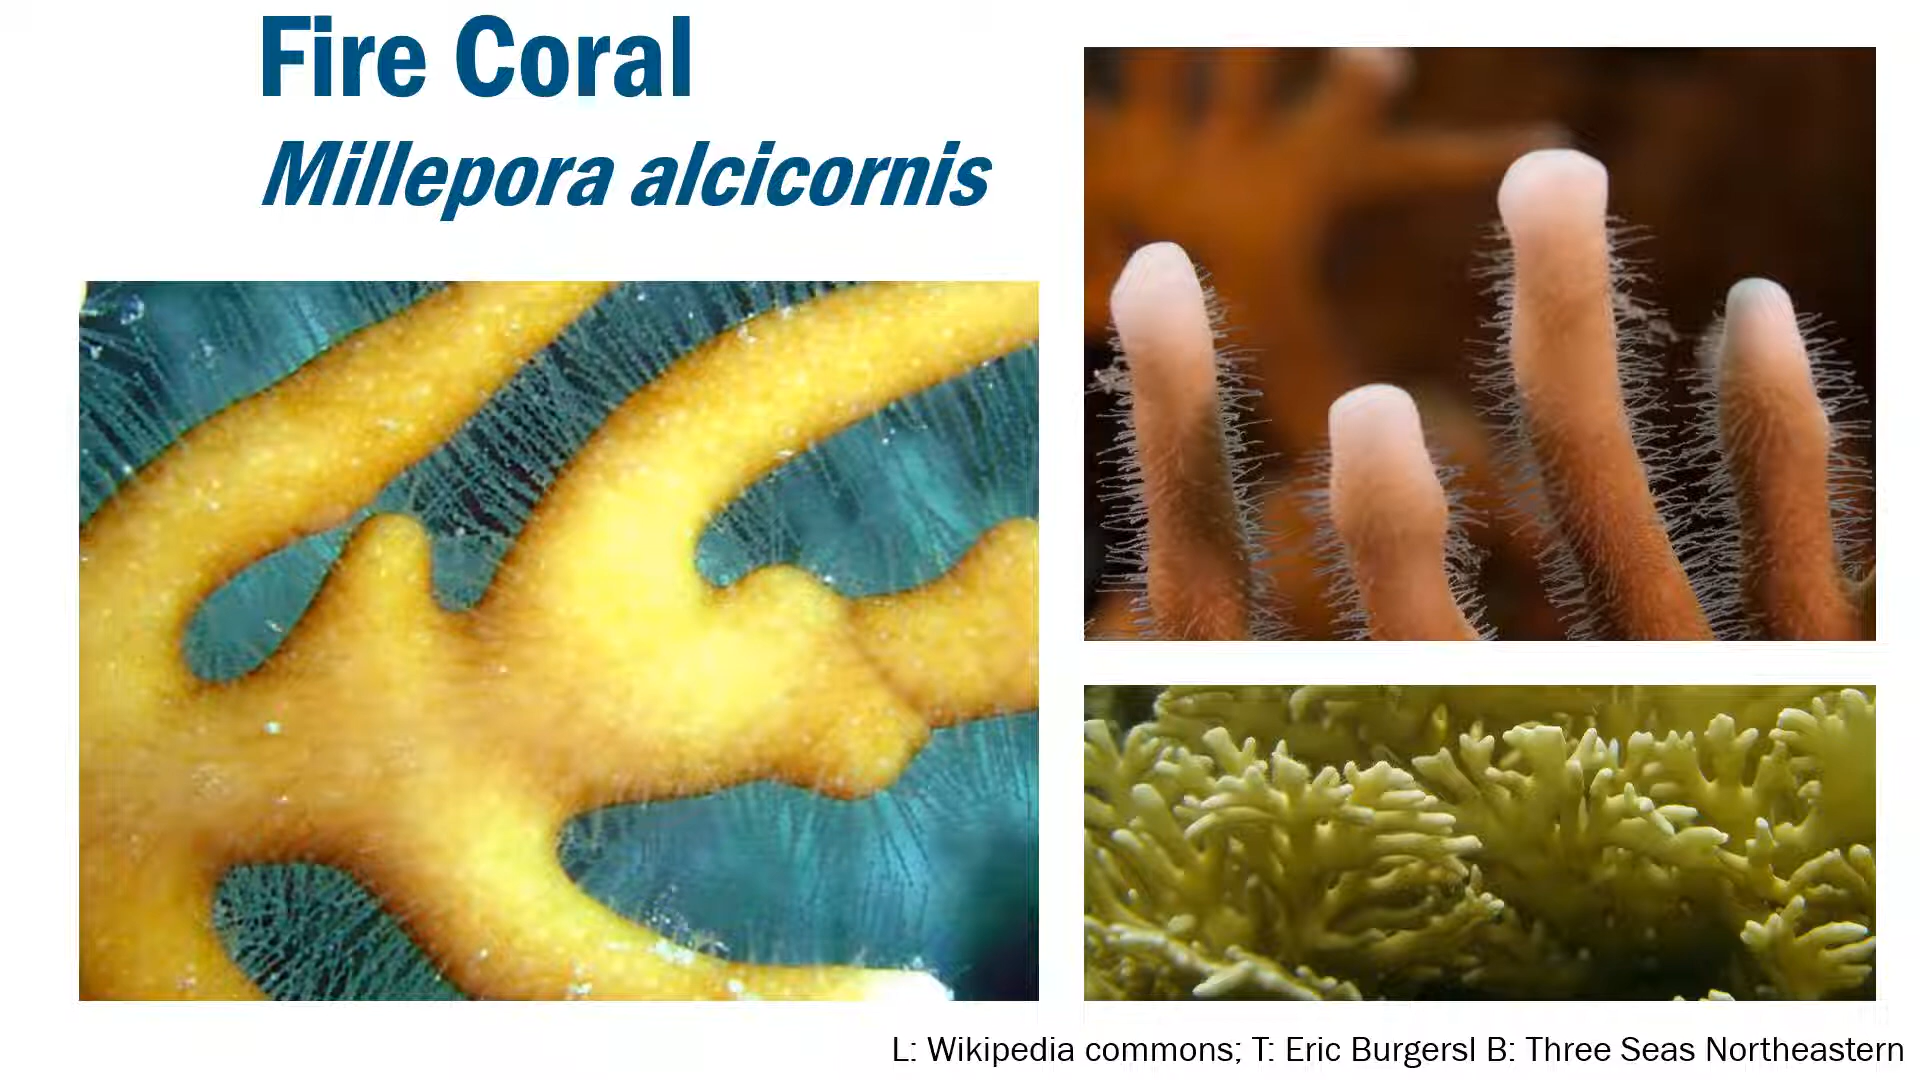 Fire Coral
Millepora alcicornis
L: Wikipedia commons; T: Eric Burgersl B: Three Seas Northeastern